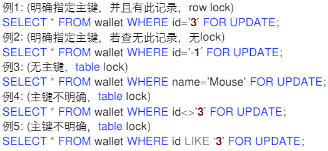 例1: (明确指定主键，并且有此记录，row lock)
SELECT * FROM wallet WHERE id='3' FOR UPDATE;
例2: (明确指定主键，若查无此记录，无lock)
SELECT * FROM wallet WHERE id='-1' FOR UPDATE;
例3: (无主键，table lock)
SELECT * FROM wallet WHERE name='Mouse' FOR UPDATE;
例4: (主键不明确，table lock)
SELECT * FROM wallet WHERE id<>'3' FOR UPDATE;
例5: (主键不明确，table lock)
SELECT * FROM wallet WHERE id LIKE '3' FOR UPDATE;